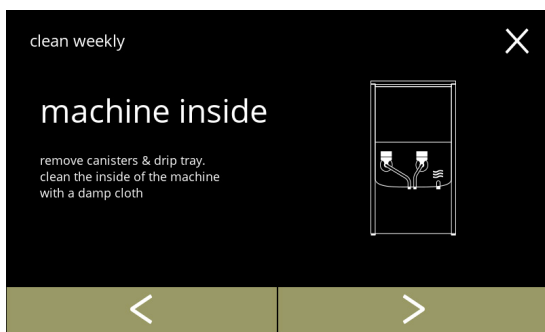 clean weekly
machine inside
remove canisters & drip tray.
clean the inside of the machine
with a damp cloth